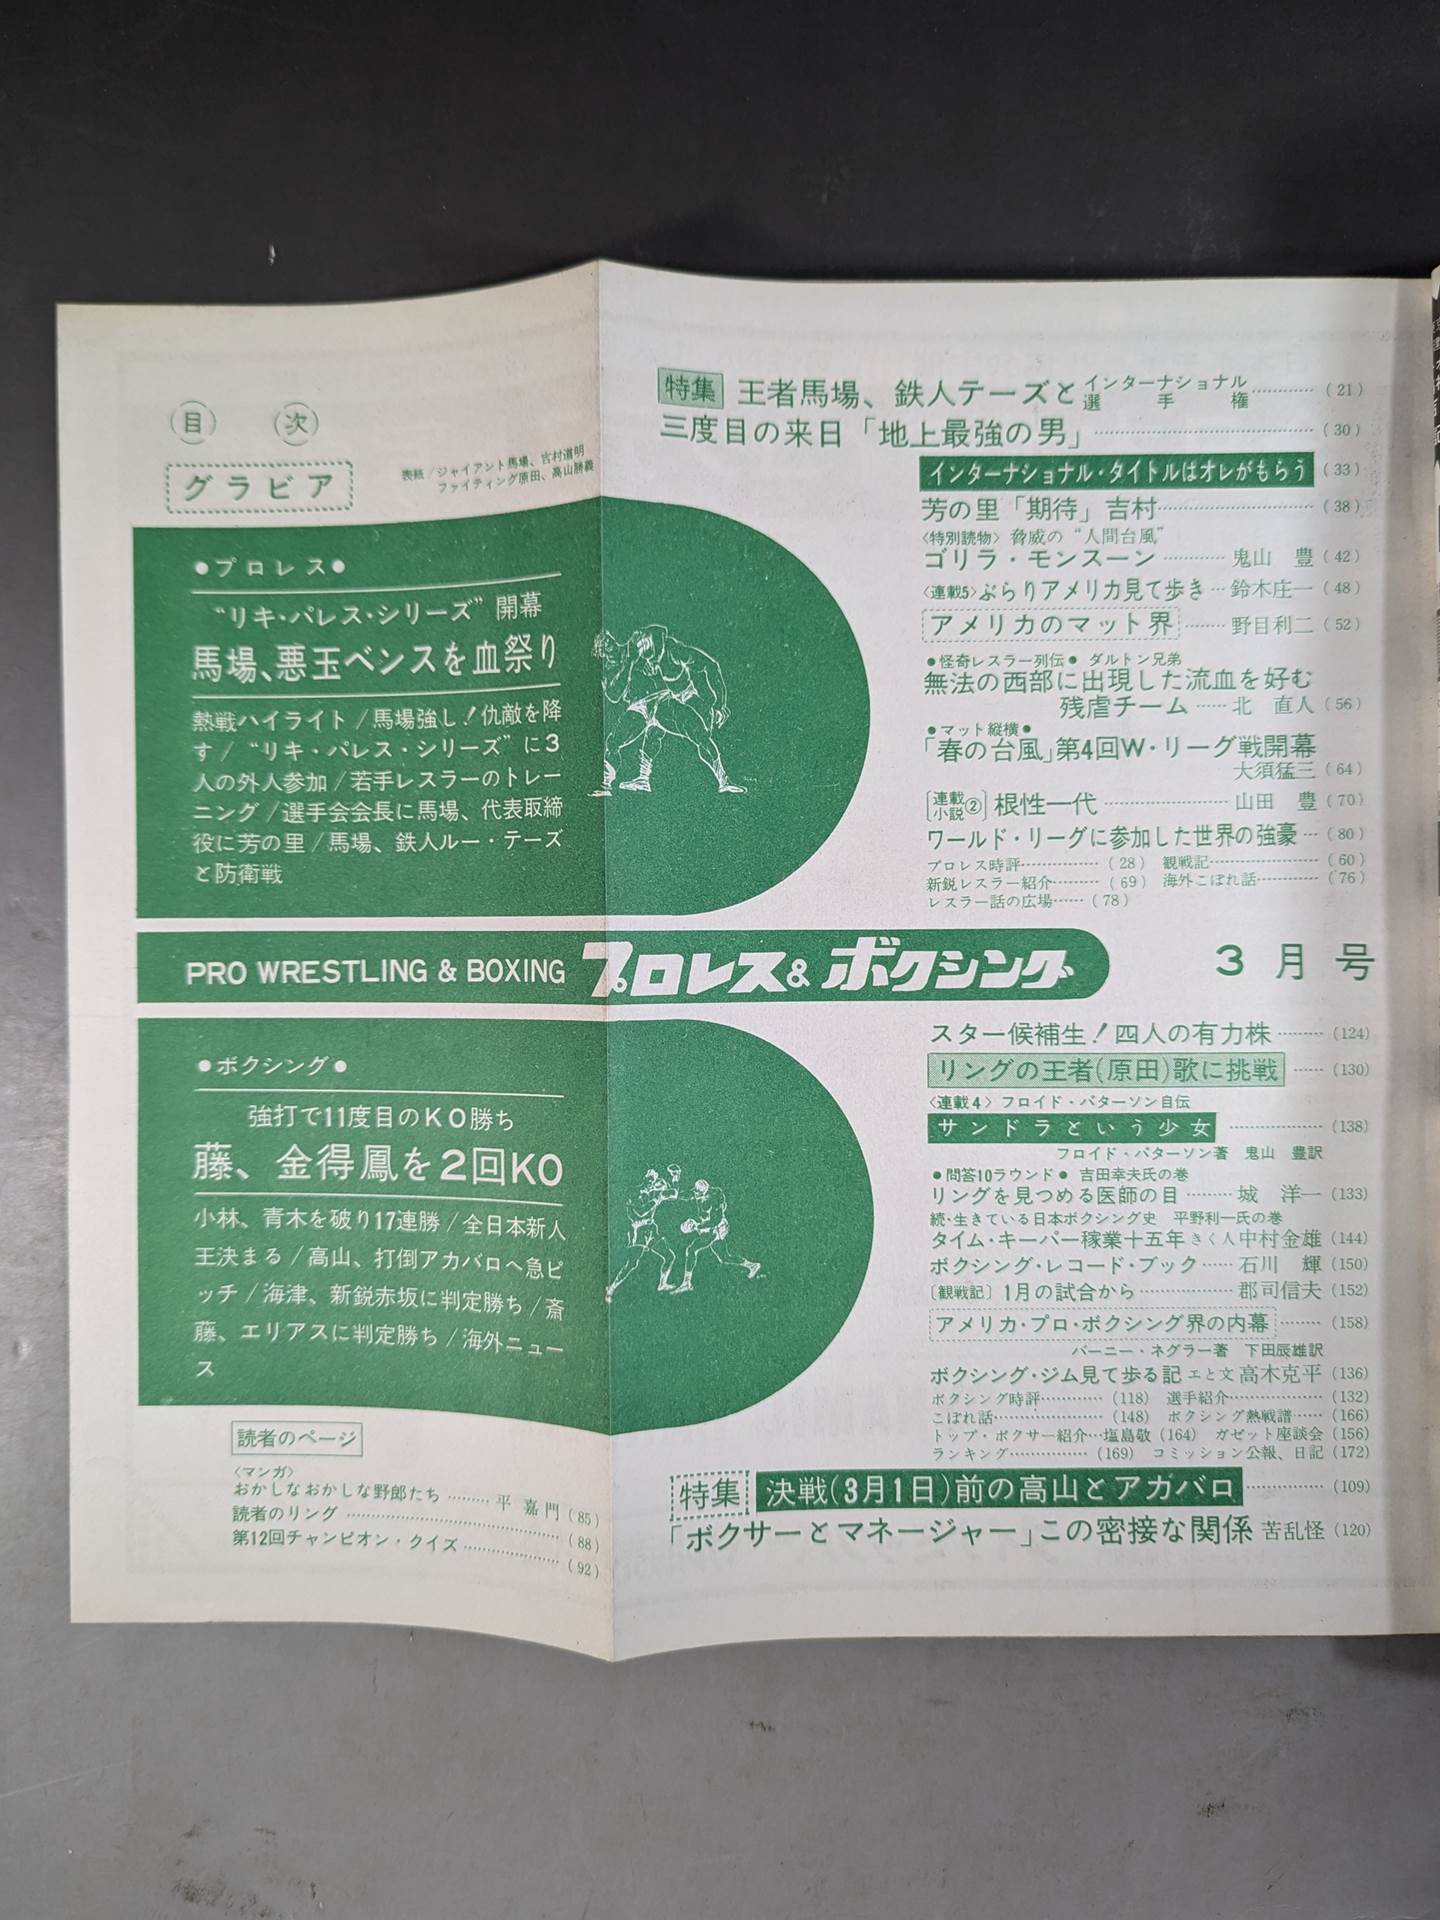 目次
グラビア
表紙/ジャイアント馬場、吉村道明
ファイティング原田、高山勝義
●プロレス●
“リキ・パレス・シリーズ”開幕
馬場、悪玉ベンスを血祭り
熱戦ハイライト/馬場強し!仇敵を降
す/“リキ・パレス・シリーズ”に3
人の外人参加/若手レスラーのトレー
ニング/選手会会長に馬場、代表取締
役に芳の里/馬場、鉄人ルー・テーズ
と防衛戦
特集 王者馬場、鉄人テーズとインターナショナル選手権…………(21)
三度目の来日「地上最強の男」…………(30)
インターナショナル・タイトルはオレがもらう(33)
芳の里「期待」吉村…………(38)
〈特別読物〉脅威の“人間台風”
ゴリラ・モンスーン…………鬼山 豊(42)
〈連載5〉ぶらりアメリカ見て歩き…鈴木庄一(48)
アメリカのマット界………野目利二(52)
●怪奇レスラー列伝● ダルトン兄弟
無法の西部に出現した流血を好む
残虐チーム……北 直人(56)
●マット縦横●
「春の台風」第4回W・リーグ戦開幕
大須猛三(64)
[連載小説②]根性一代…………山田 豊(70)
ワールド・リーグに参加した世界の強豪…(80)
プロレス時評…………(28) 観戦記…………(60)
新鋭レスラー紹介………(69) 海外こぼれ話…………(76)
レスラー話の広場……(78)
PRO WRESTLING & BOXING プロレス&ボクシング 3月号
●ボクシング●
強打で11度目のKO勝ち
藤、金得鳳を2回KO
小林、青木を破り17連勝/全日本新人
王決まる/高山、打倒アカバロへ急ピ
ッチ/海津、新鋭赤坂に判定勝ち/斎
藤、エリアスに判定勝ち/海外ニュー
ス
読者のページ
〈マンガ〉
おかしなおかしな野郎たち………平 嘉門(85)
読者のリング…………(88)
第12回チャンピオン・クイズ…………(92)
スター候補生!四人の有力株………(124)
リングの王者(原田)歌に挑戦……(130)
〈連載4〉フロイド・パターソン自伝
サンドラという少女…………(138)
フロイド・パターソン著 鬼山 豊訳
●問答10ラウンド● 吉田幸夫氏の巻
リングを見つめる医師の目………城 洋一(133)
続・生きている日本ボクシング史 平野利一氏の巻
タイム・キーパー稼業十五年 きく人 中村金雄(144)
ボクシング・レコード・ブック……石川 輝(150)
〔観戦記〕1月の試合から…………郡司信夫(152)
アメリカ・プロ・ボクシング界の内幕………(158)
バーニー・ネグラー著 下田辰雄訳
ボクシング・ジム見て歩る記 エと文 高木克平(136)
ボクシング時評…………(118) 選手紹介…………(132)
こぼれ話…………(148) ボクシング熱戦譜……(166)
トップ・ボクサー紹介…塩島敬(164) ガゼット座談会(156)
ランキング…………(169) コミッション公報、日記(172)
特集 決戦(3月1日)前の高山とアカバロ…………(109)
「ボクサーとマネージャー」この密接な関係 苦乱怪(120)